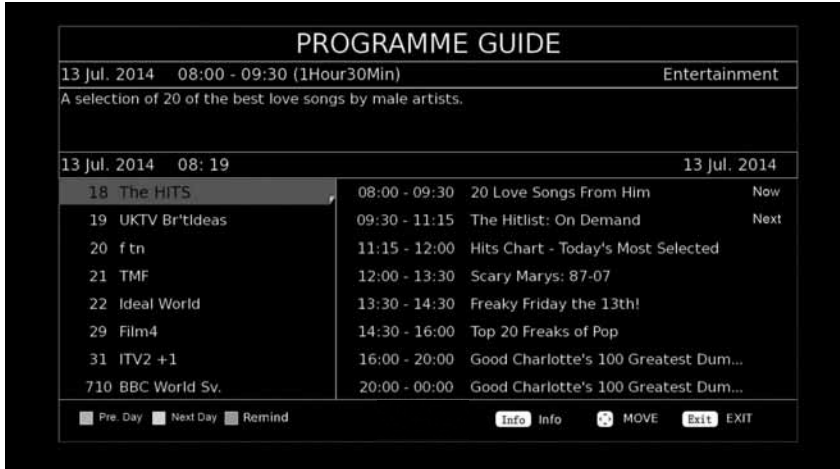 PROGRAMME GUIDE
13 Jul. 2014 08:00 - 09:30 (1Hour30Min) Entertainment
A selection of 20 of the best love songs by male artists.
13 Jul. 2014 08: 19 13 Jul. 2014
18 The HITS 08:00 - 09:30 20 Love Songs From Him Now
19 UKTV Br'tIdeas 09:30 - 11:15 The Hitlist: On Demand Next
20 f tn 11:15 - 12:00 Hits Chart - Today's Most Selected
21 TMF 12:00 - 13:30 Scary Marys: 87-07
22 Ideal World 13:30 - 14:30 Freaky Friday the 13th!
29 Film4 14:30 - 16:00 Top 20 Freaks of Pop
31 ITV2 +1 16:00 - 20:00 Good Charlotte's 100 Greatest Dum...
710 BBC World Sv. 20:00 - 00:00 Good Charlotte's 100 Greatest Dum...
Pre. Day Next Day Remind Info Info MOVE Exit EXIT